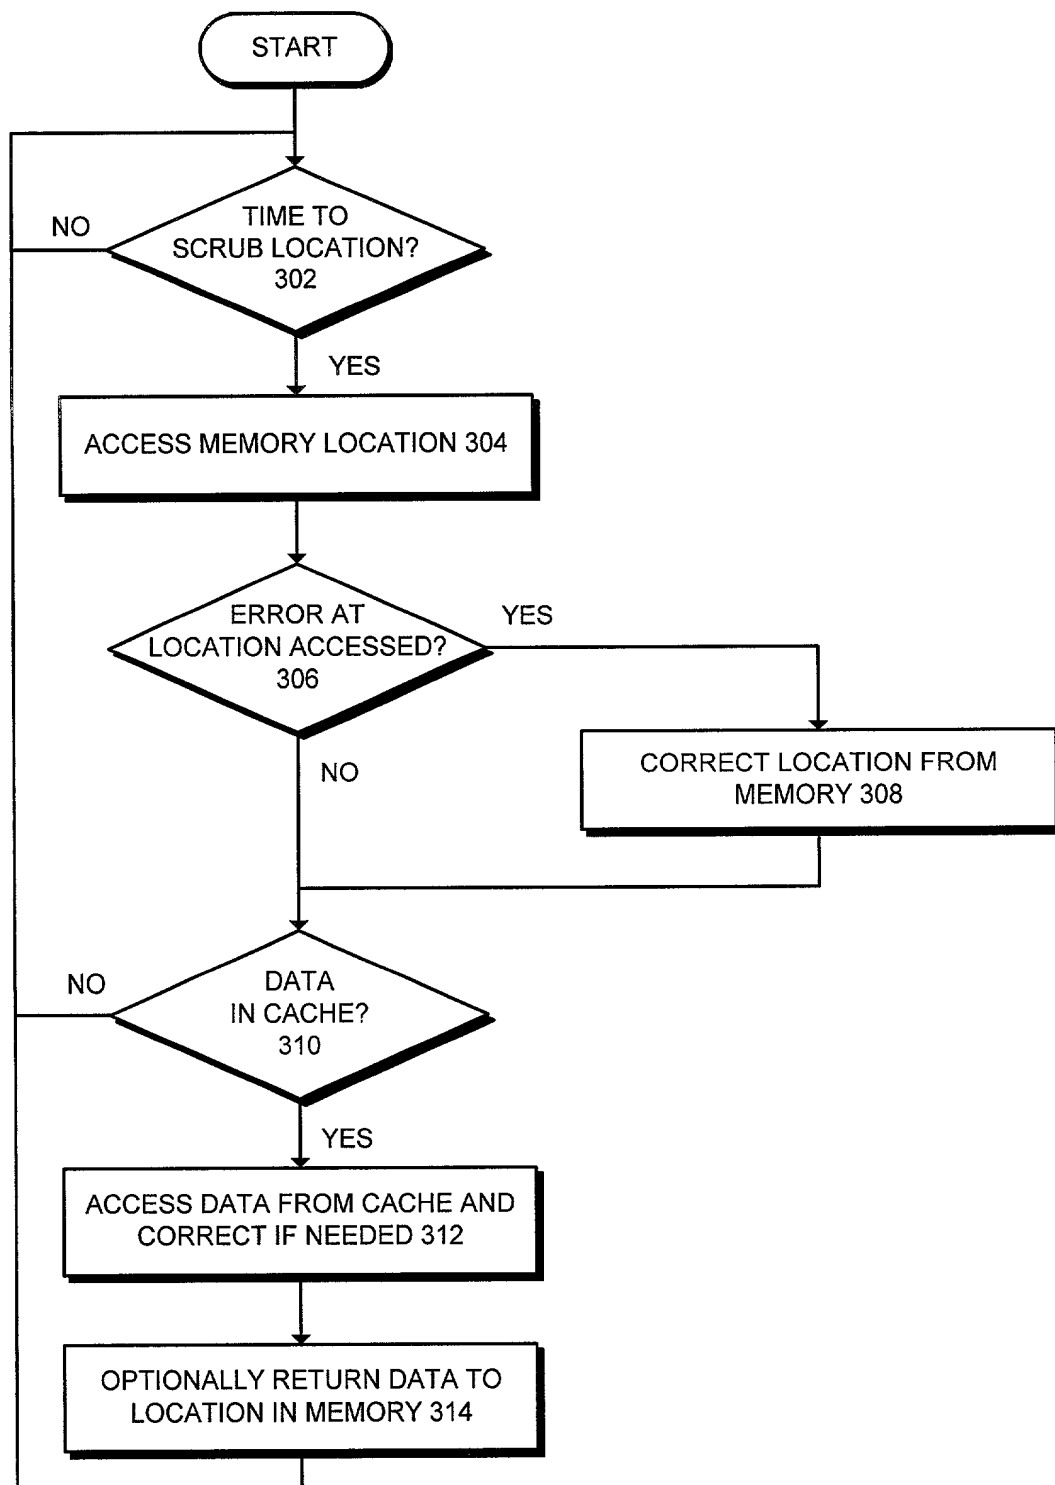 START
NO
TIME TO
SCRUB LOCATION?
302
YES
ACCESS MEMORY LOCATION 304
ERROR AT
LOCATION ACCESSED?
306
YES
NO
CORRECT LOCATION FROM
MEMORY 308
NO
DATA
IN CACHE?
310
YES
ACCESS DATA FROM CACHE AND
CORRECT IF NEEDED 312
OPTIONALLY RETURN DATA TO
LOCATION IN MEMORY 314